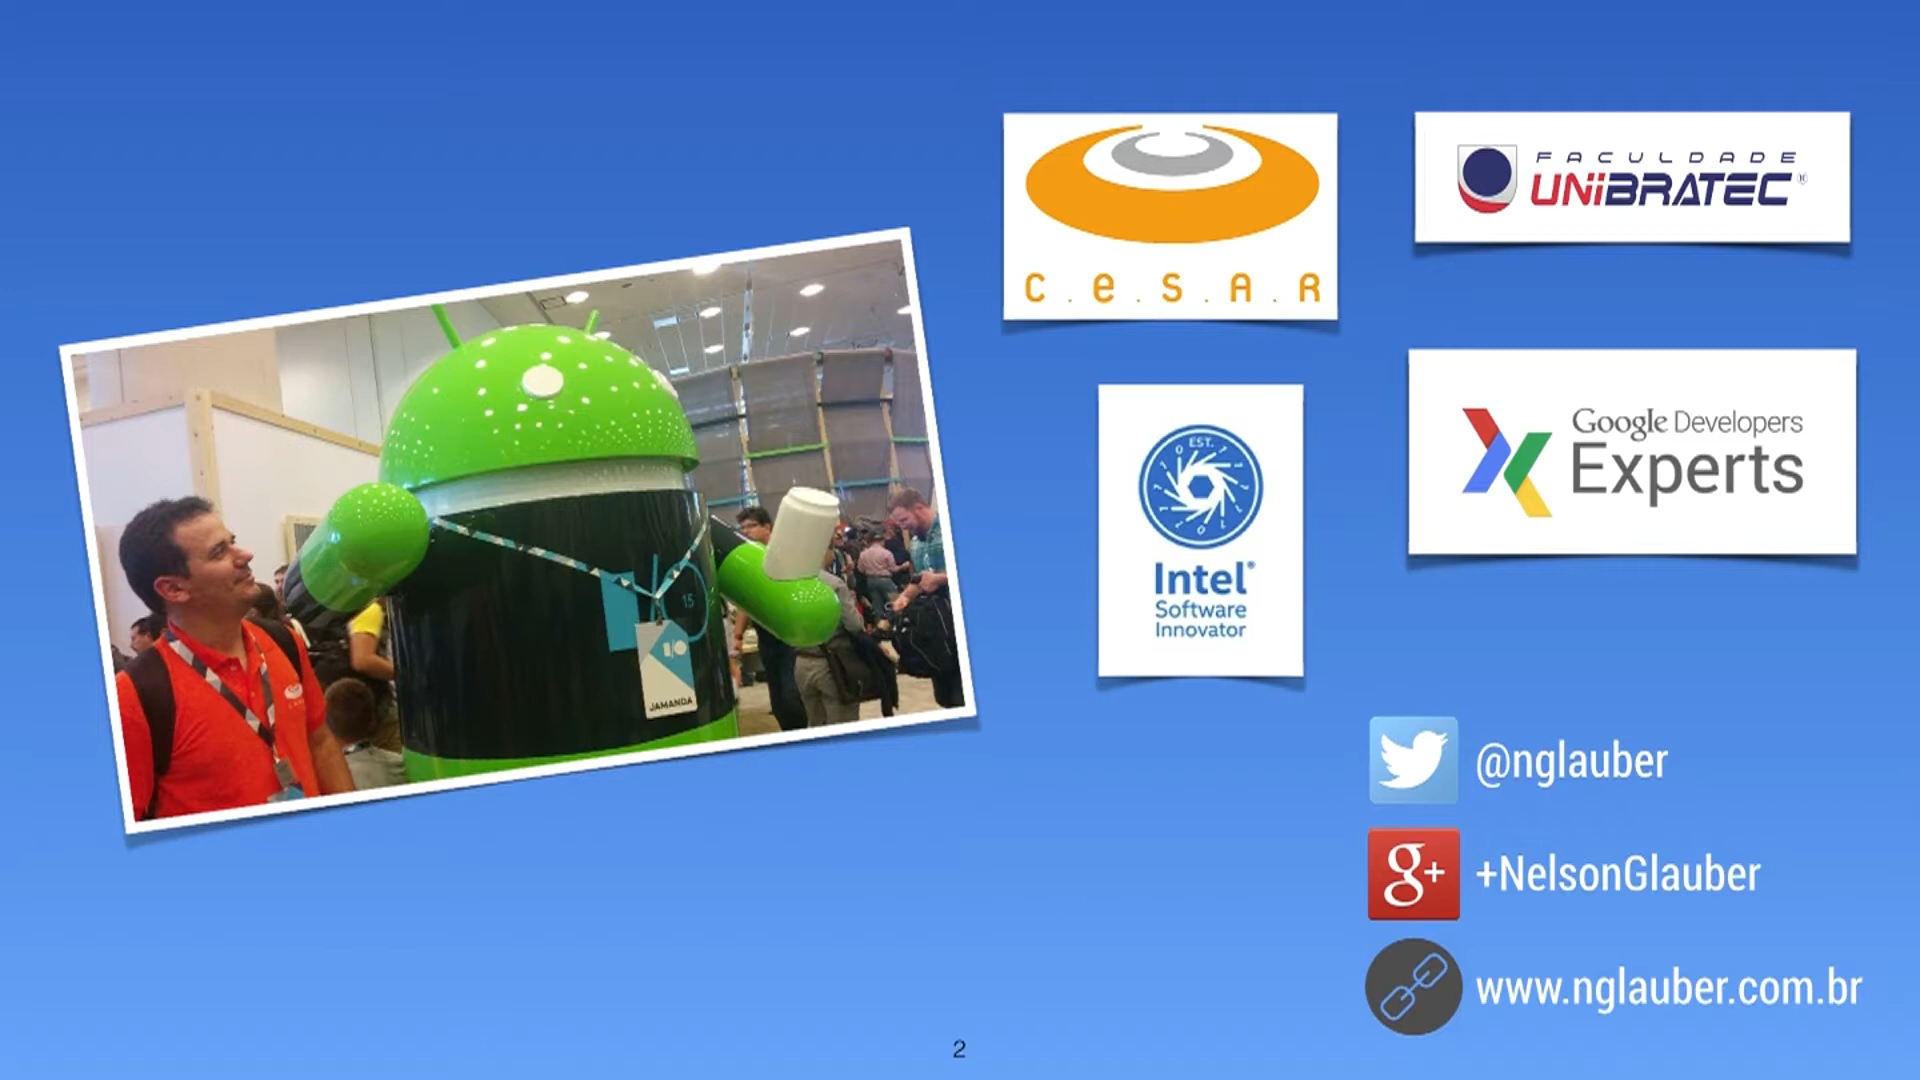 C.e.S.A.R
FACULDADE
UNiBRATEC
EST.
Intel®
Software
Innovator
Google Developers
Experts
15
I/O
JAMANDA
@nglauber
g+
+NelsonGlauber
www.nglauber.com.br
2